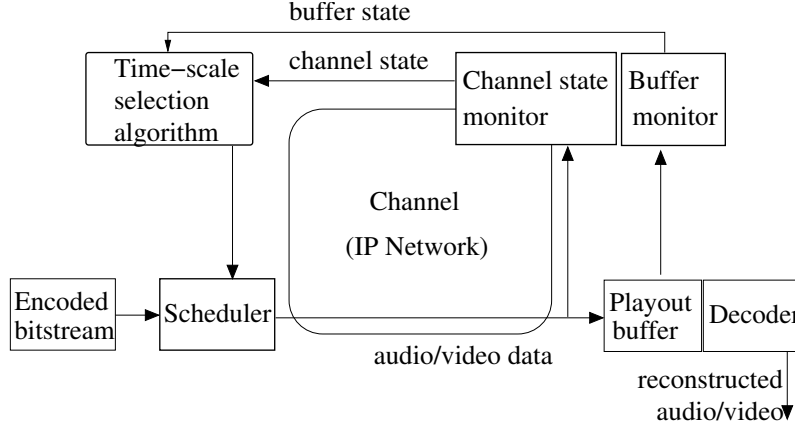 buffer state
channel state
Time-scale
selection
algorithm
Channel state
monitor
Buffer
monitor
Channel
(IP Network)
Encoded
bitstream
Scheduler
Playout
buffer
Decoder
audio/video data
reconstructed
audio/video